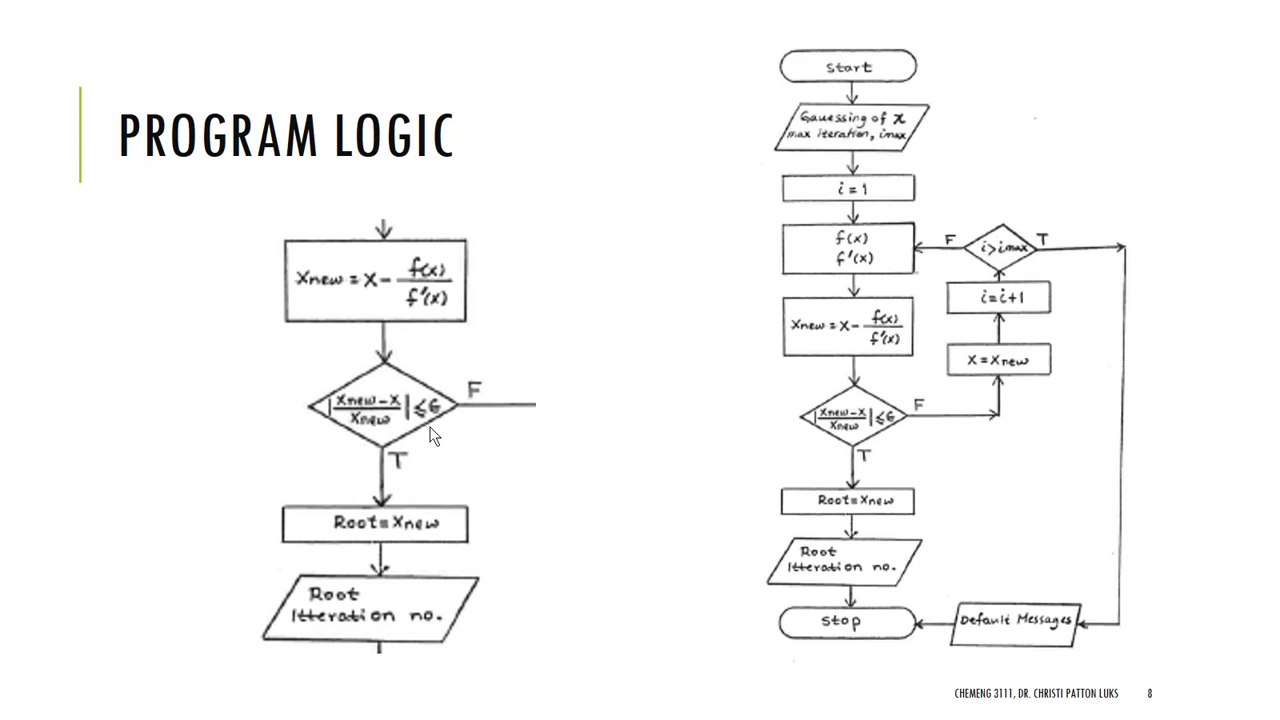 PROGRAM LOGIC
xnew = x - f(x) / f'(x)
|xnew - x / xnew| ≤ ϵ
F
T
Root = xnew
Root
Itteration no.
start
Gauessing of x
max iteration, imax
i = 1
f(x)
f'(x)
F
i > imax
T
i = i + 1
xnew = x - f(x) / f'(x)
x = xnew
|xnew - x / xnew| ≤ ϵ
F
T
Root = xnew
Root
Itteration no.
stop
Default Messages
CHEMENG 3111, DR. CHRISTI PATTON LUKS
8